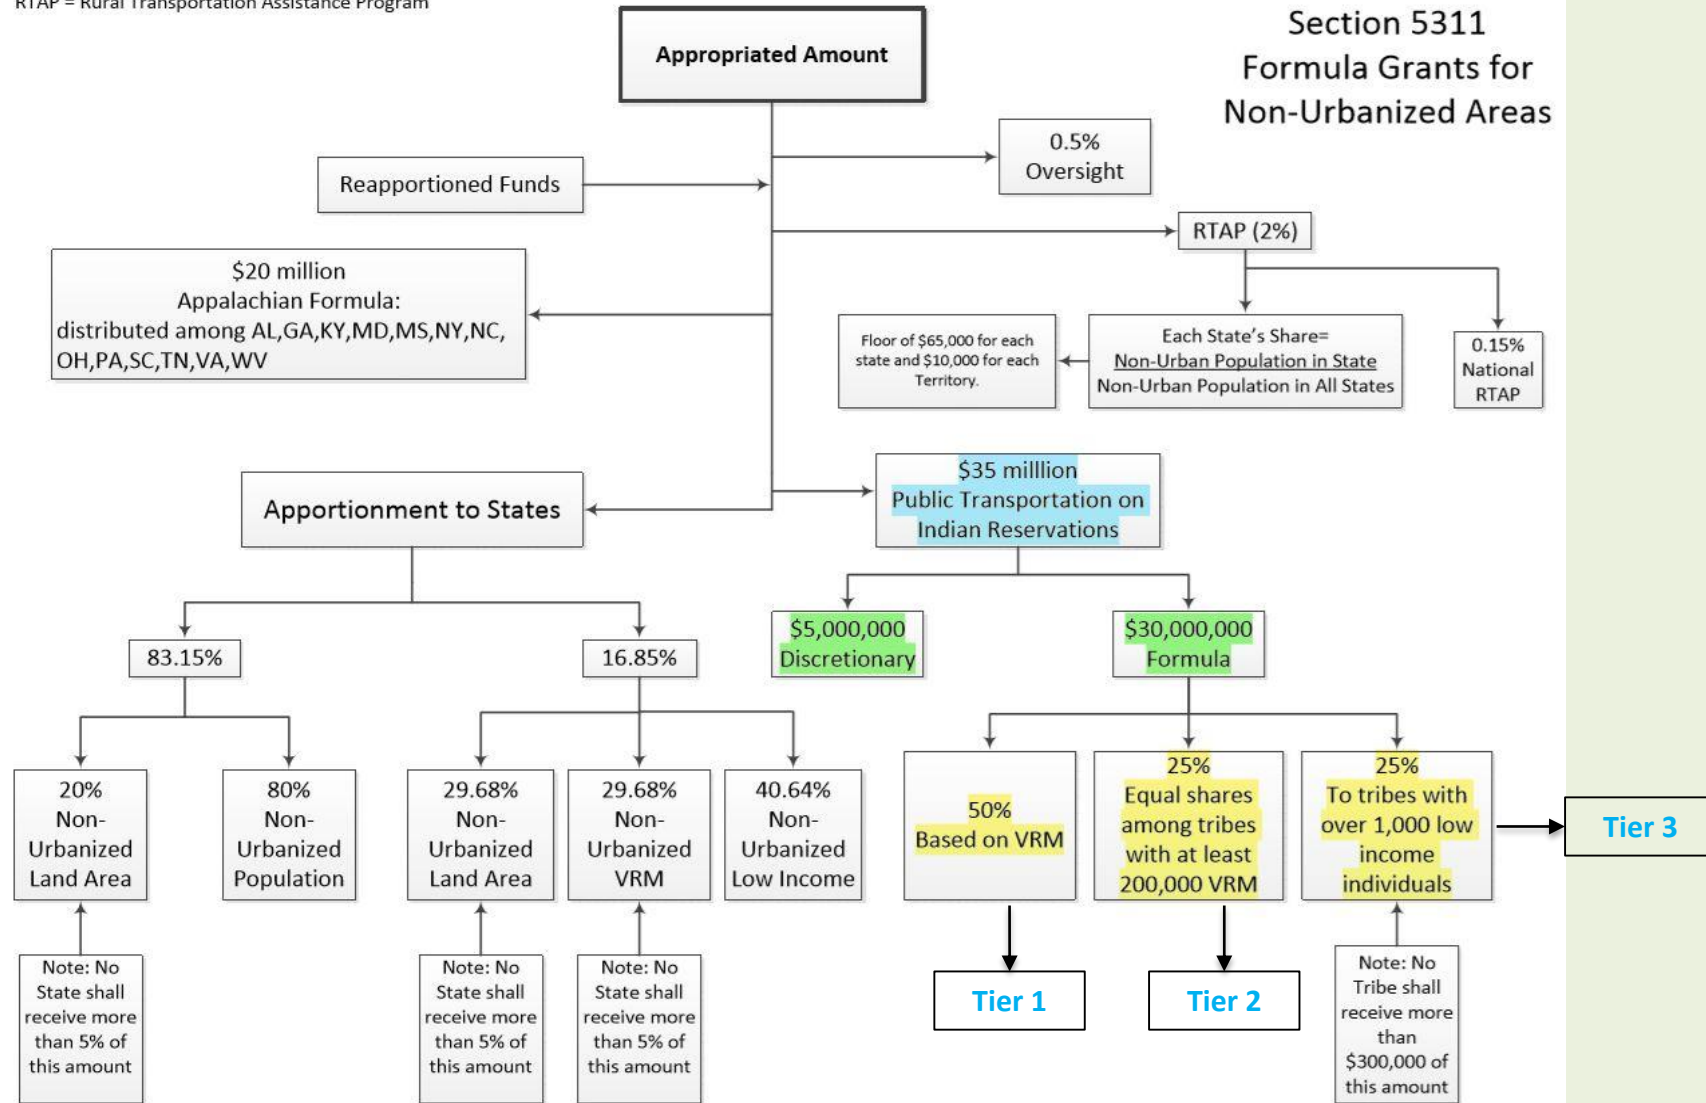 RTAP = Rural Transportation Assistance Program
Section 5311
Formula Grants for
Non-Urbanized Areas
Appropriated Amount
0.5%
Oversight
Reapportioned Funds
RTAP (2%)
$20 million
Appalachian Formula:
distributed among AL,GA,KY,MD,MS,NY,NC,
OH,PA,SC,TN,VA,WV
Floor of $65,000 for each
state and $10,000 for each
Territory.
Each State's Share=
Non-Urban Population in State
Non-Urban Population in All States
0.15%
National
RTAP
Apportionment to States
$35 milllion
Public Transportation on
Indian Reservations
83.15%
16.85%
$5,000,000
Discretionary
$30,000,000
Formula
20%
Non-
Urbanized
Land Area
80%
Non-
Urbanized
Population
29.68%
Non-
Urbanized
Land Area
29.68%
Non-
Urbanized
VRM
40.64%
Non-
Urbanized
Low Income
50%
Based on VRM
25%
Equal shares
among tribes
with at least
200,000 VRM
25%
To tribes with
over 1,000 low
income
individuals
Tier 3
Note: No
State shall
receive more
than 5% of
this amount
Note: No
State shall
receive more
than 5% of
this amount
Note: No
State shall
receive more
than 5% of
this amount
Tier 1
Tier 2
Note: No
Tribe shall
receive more
than
$300,000 of
this amount